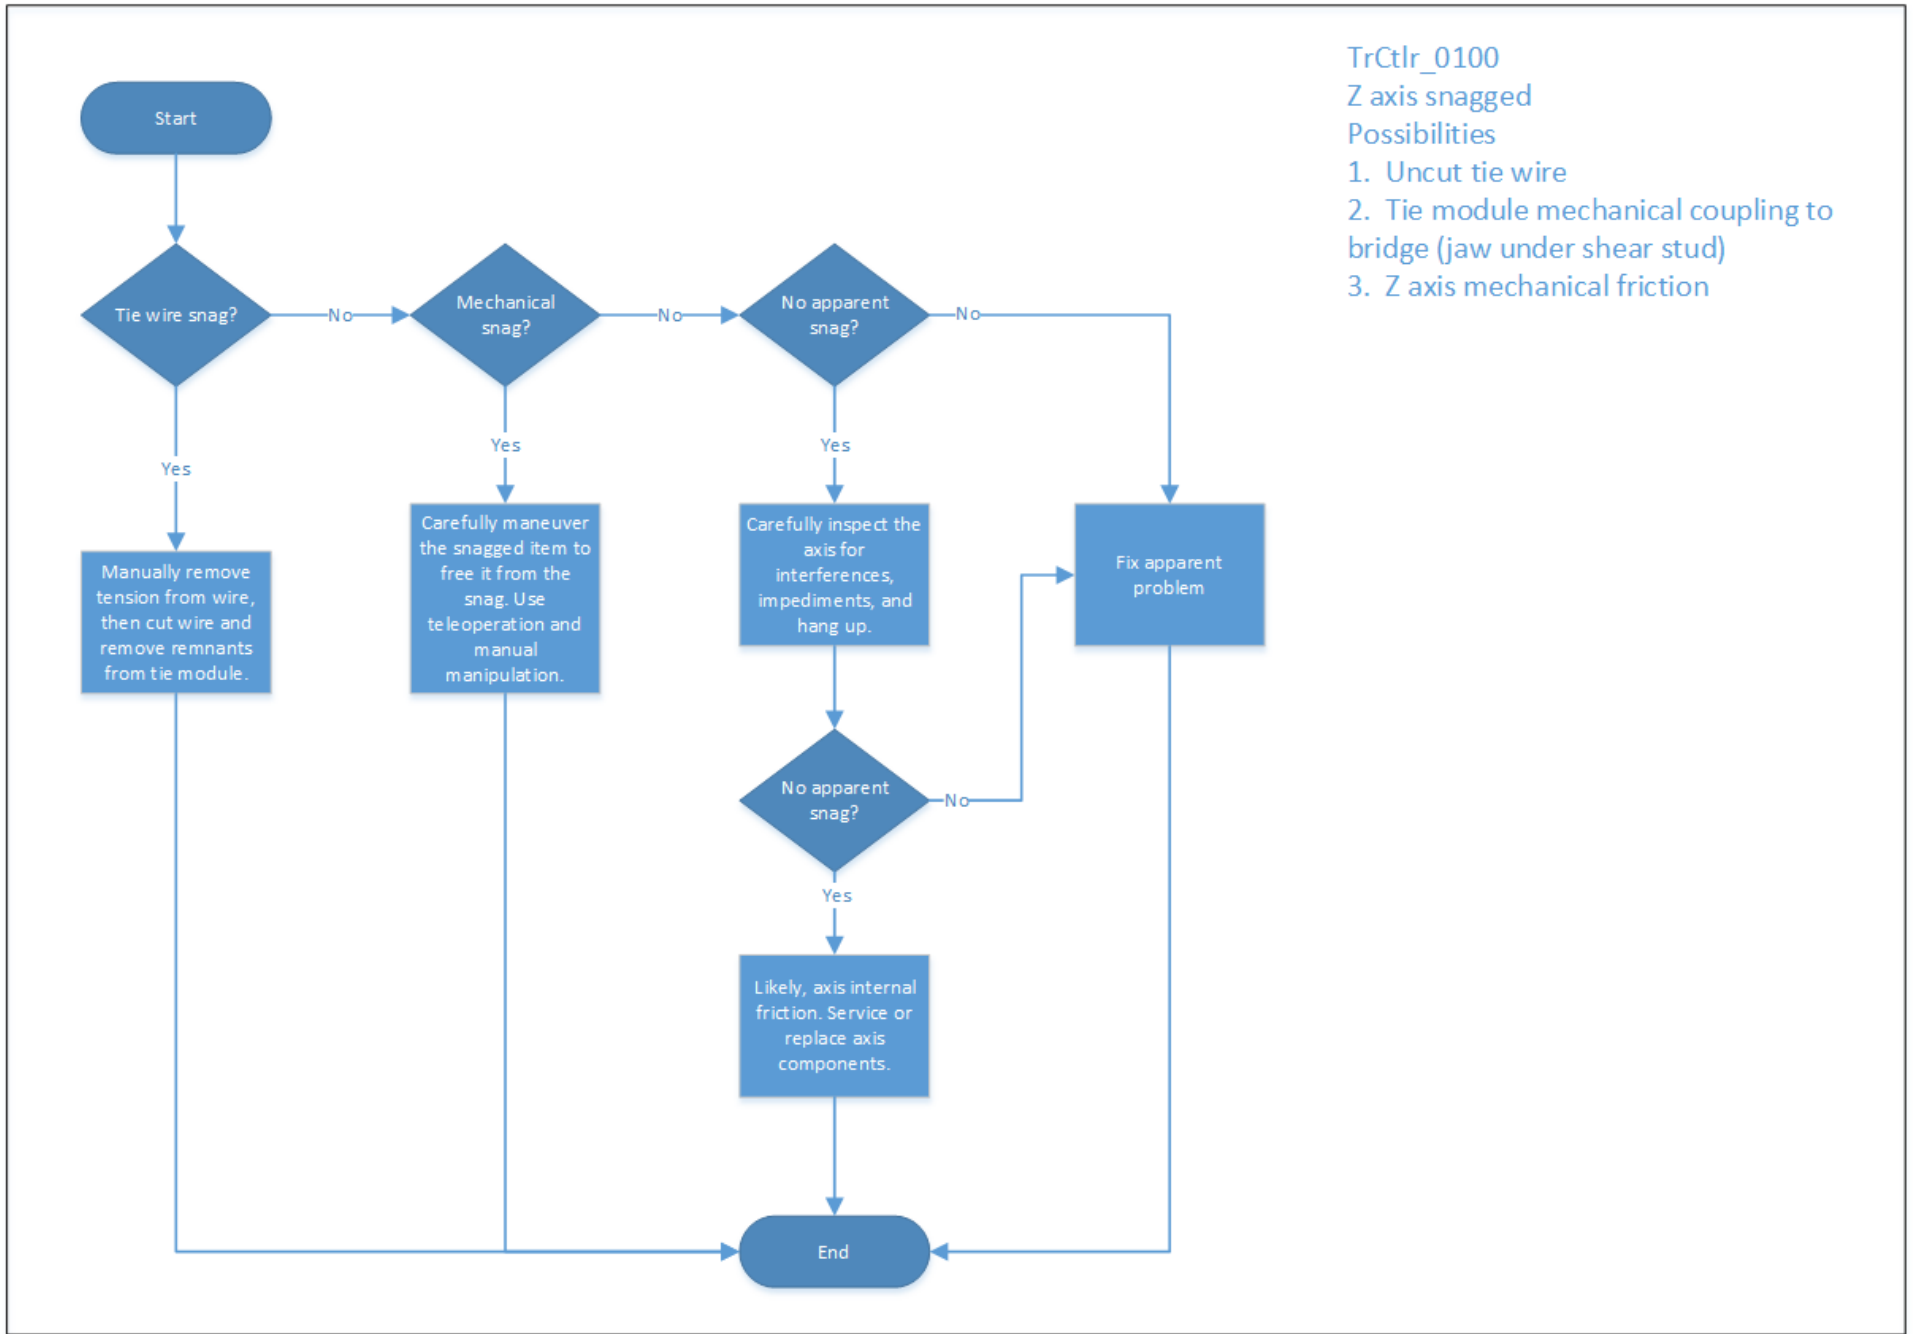 TrCtlr_0100
Z axis snagged
Possibilities
1. Uncut tie wire
2. Tie module mechanical coupling to
bridge (jaw under shear stud)
3. Z axis mechanical friction
Start
Tie wire snag?
No
Mechanical
snag?
No
No apparent
snag?
No
Yes
Yes
Yes
Manually remove
tension from wire,
then cut wire and
remove remnants
from tie module.
Carefully maneuver
the snagged item to
free it from the
snag. Use
teleoperation and
manual
manipulation.
Carefully inspect the
axis for
interferences,
impediments, and
hang up.
Fix apparent
problem
No apparent
snag?
No
Yes
Likely, axis internal
friction. Service or
replace axis
components.
End